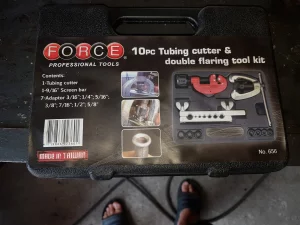 FORCE
PROFESSIONAL TOOLS
10pc Tubing cutter &
double flaring tool kit
Contents:
1-Tubing cutter
1-9/16" Screen bar
7-Adapter 3/16",1/4",5/16",
3/8",7/16",1/2",5/8"
MADE IN TAIWAN
No. 656